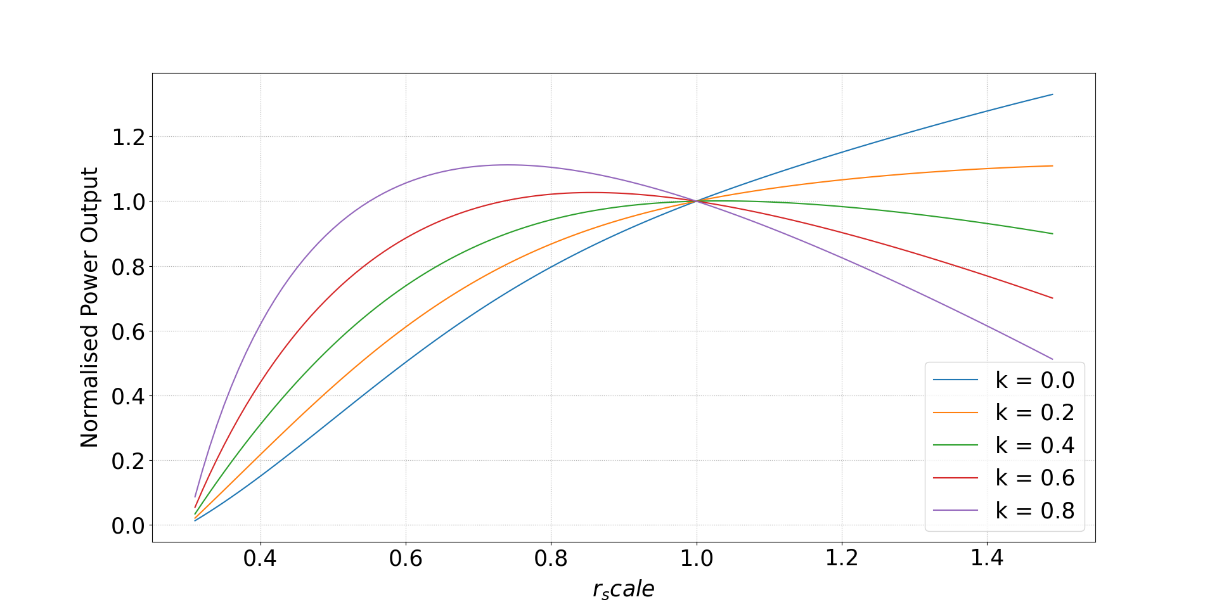 Normalised Power Output
1.2
1.0
0.8
0.6
0.4
0.2
0.0
0.4 0.6 0.8 1.0 1.2 1.4
r_scale
k = 0.0
k = 0.2
k = 0.4
k = 0.6
k = 0.8